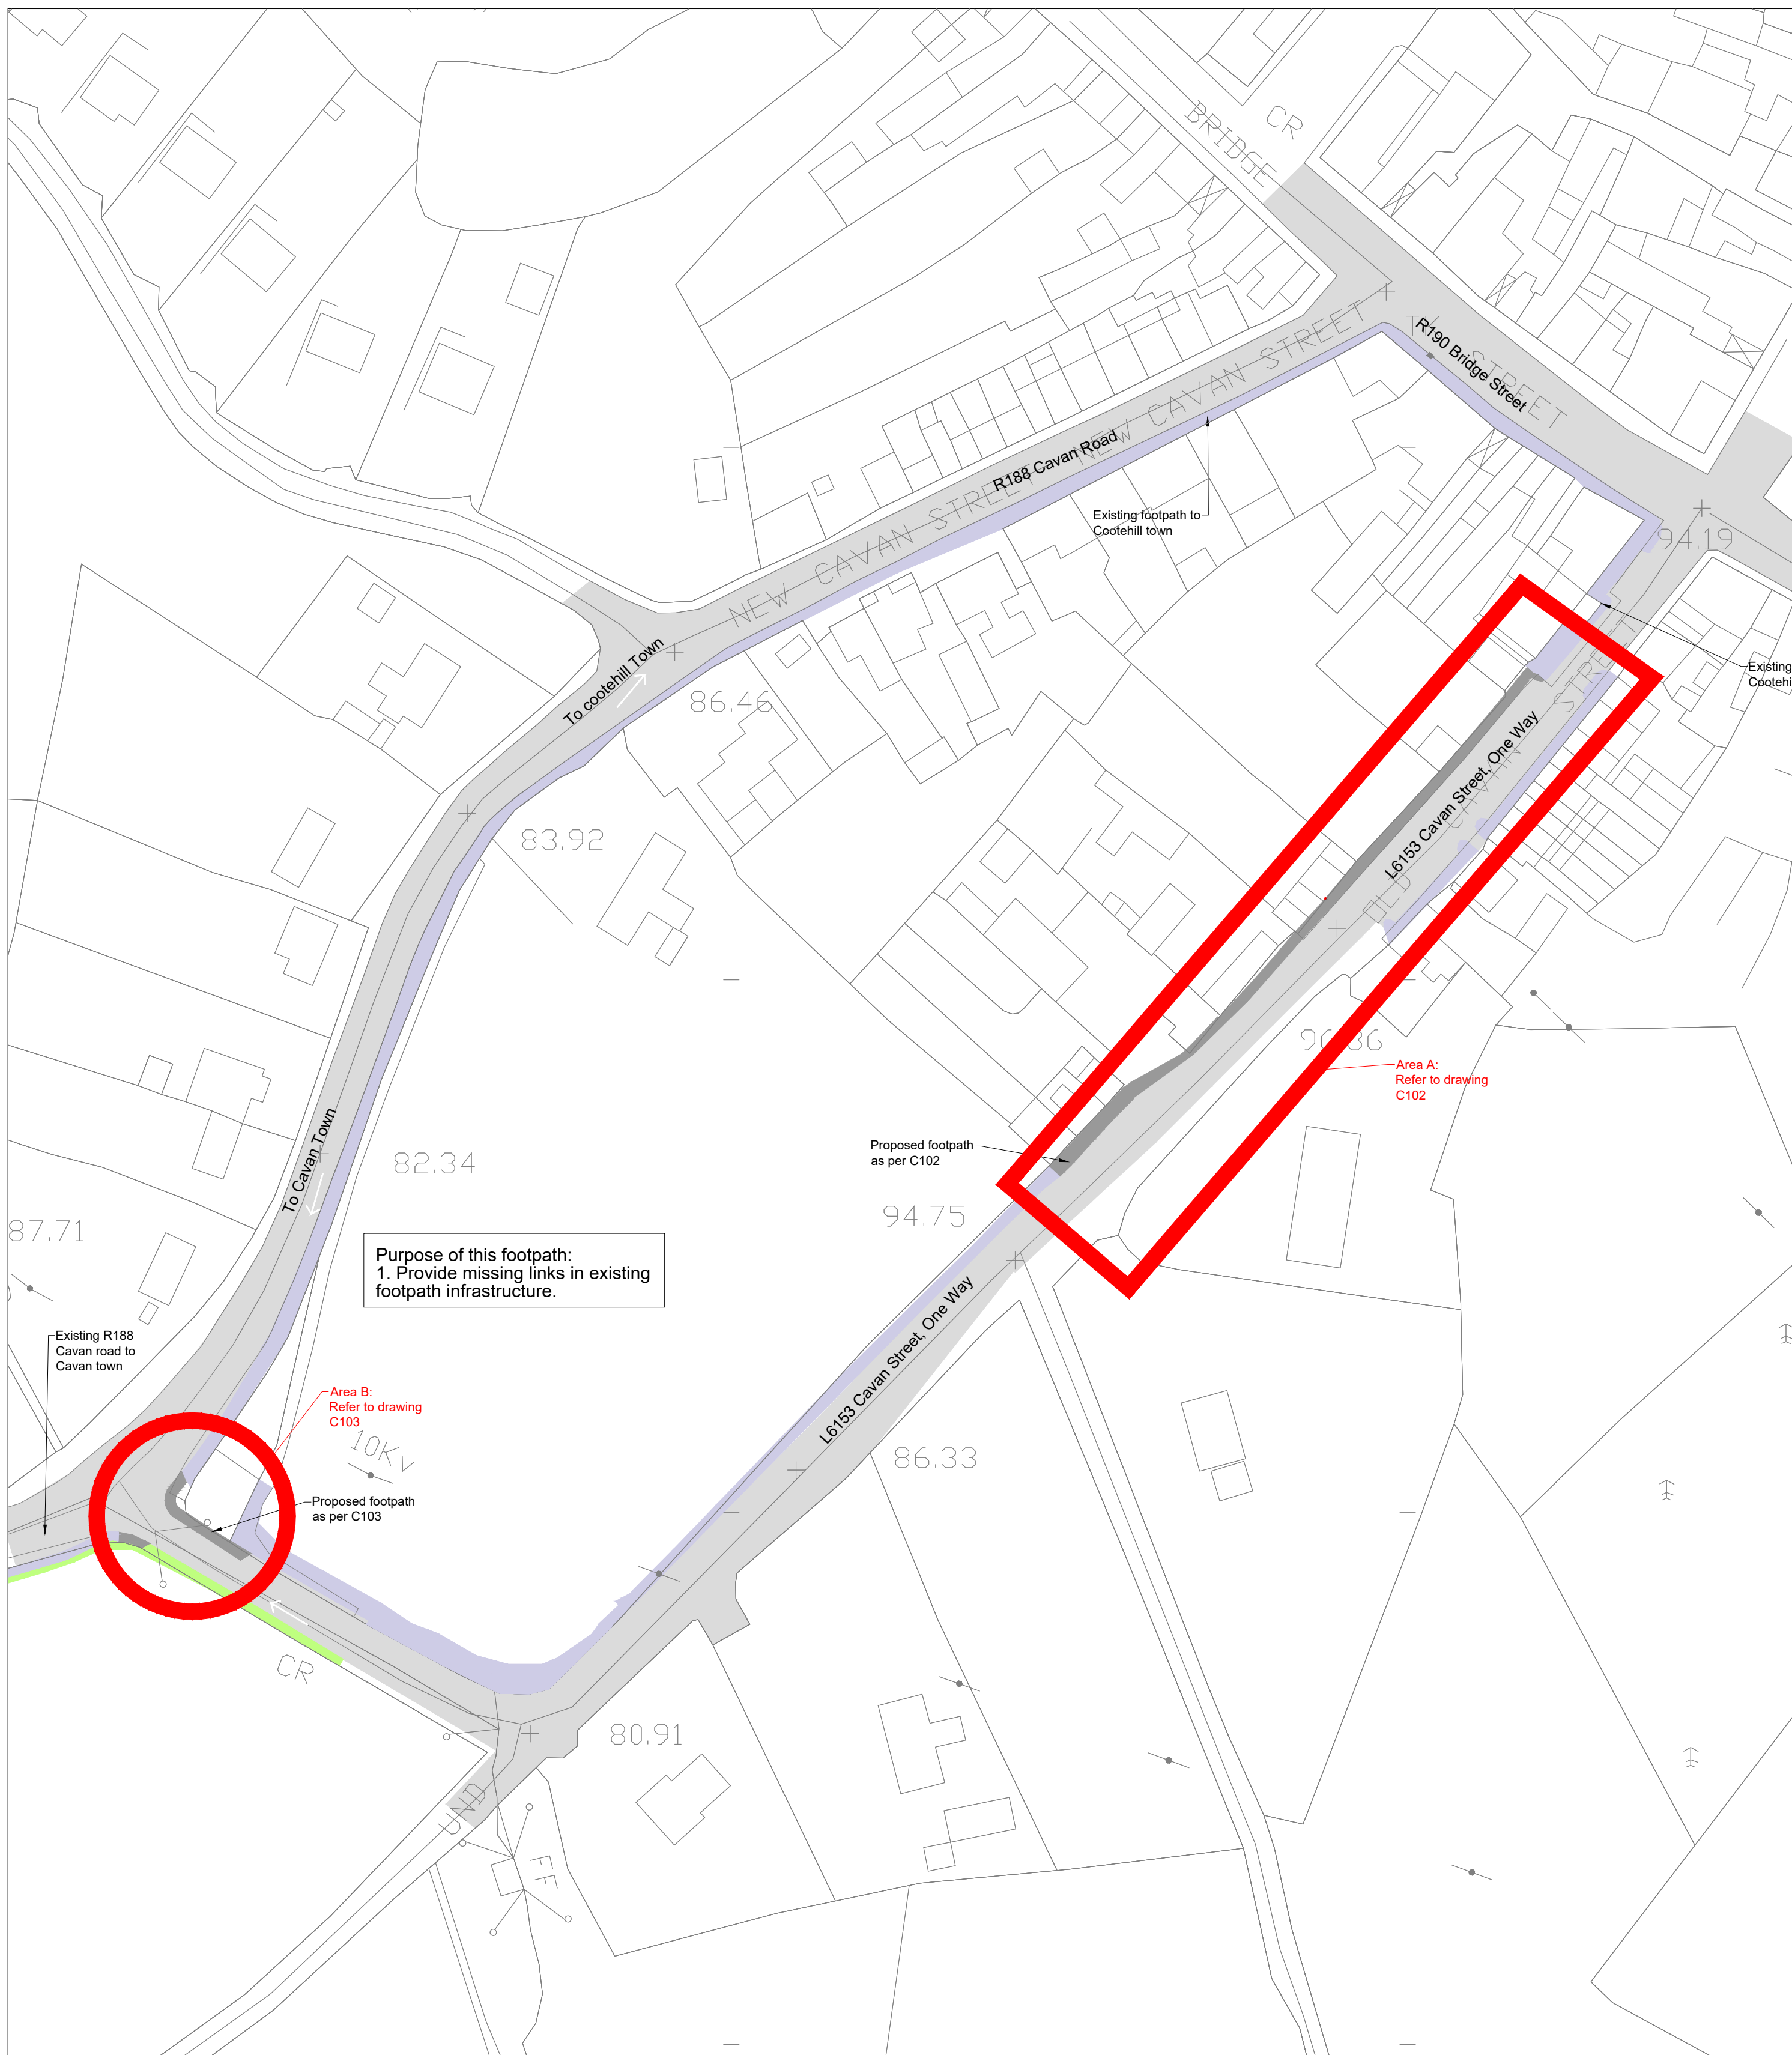 BRIDGE
CR
STREET
R190 Bridge Street
NEW CAVAN STREET
NEW CAVAN STREET
R188 Cavan Road
Existing footpath to
Cootehill town
94.19
Existing
Cootehi
To cootehill Town
86.46
83.92
OLD CAVAN STREET
L6153 Cavan Street, One Way
96.86
Area A:
Refer to drawing
C102
To Cavan Town
82.34
Proposed footpath
as per C102
94.75
87.71
Purpose of this footpath:
1. Provide missing links in existing
footpath infrastructure.
L6153 Cavan Street, One Way
Existing R188
Cavan road to
Cavan town
Area B:
Refer to drawing
C103
10Kv
86.33
Proposed footpath
as per C103
CR
80.91
UND
FF